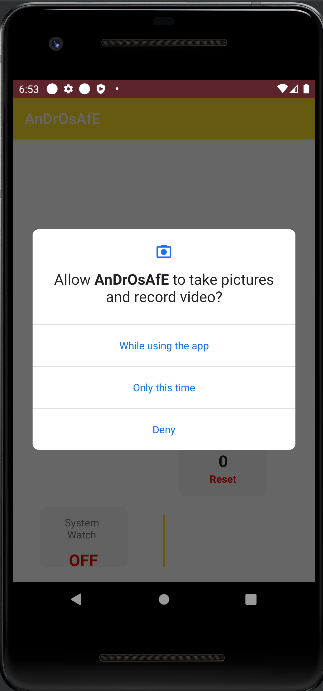 6:53
AnDrOsAfE
Allow AnDrOsAfE to take pictures
and record video?
While using the app
Only this time
Deny
0
Reset
System
Watch
OFF